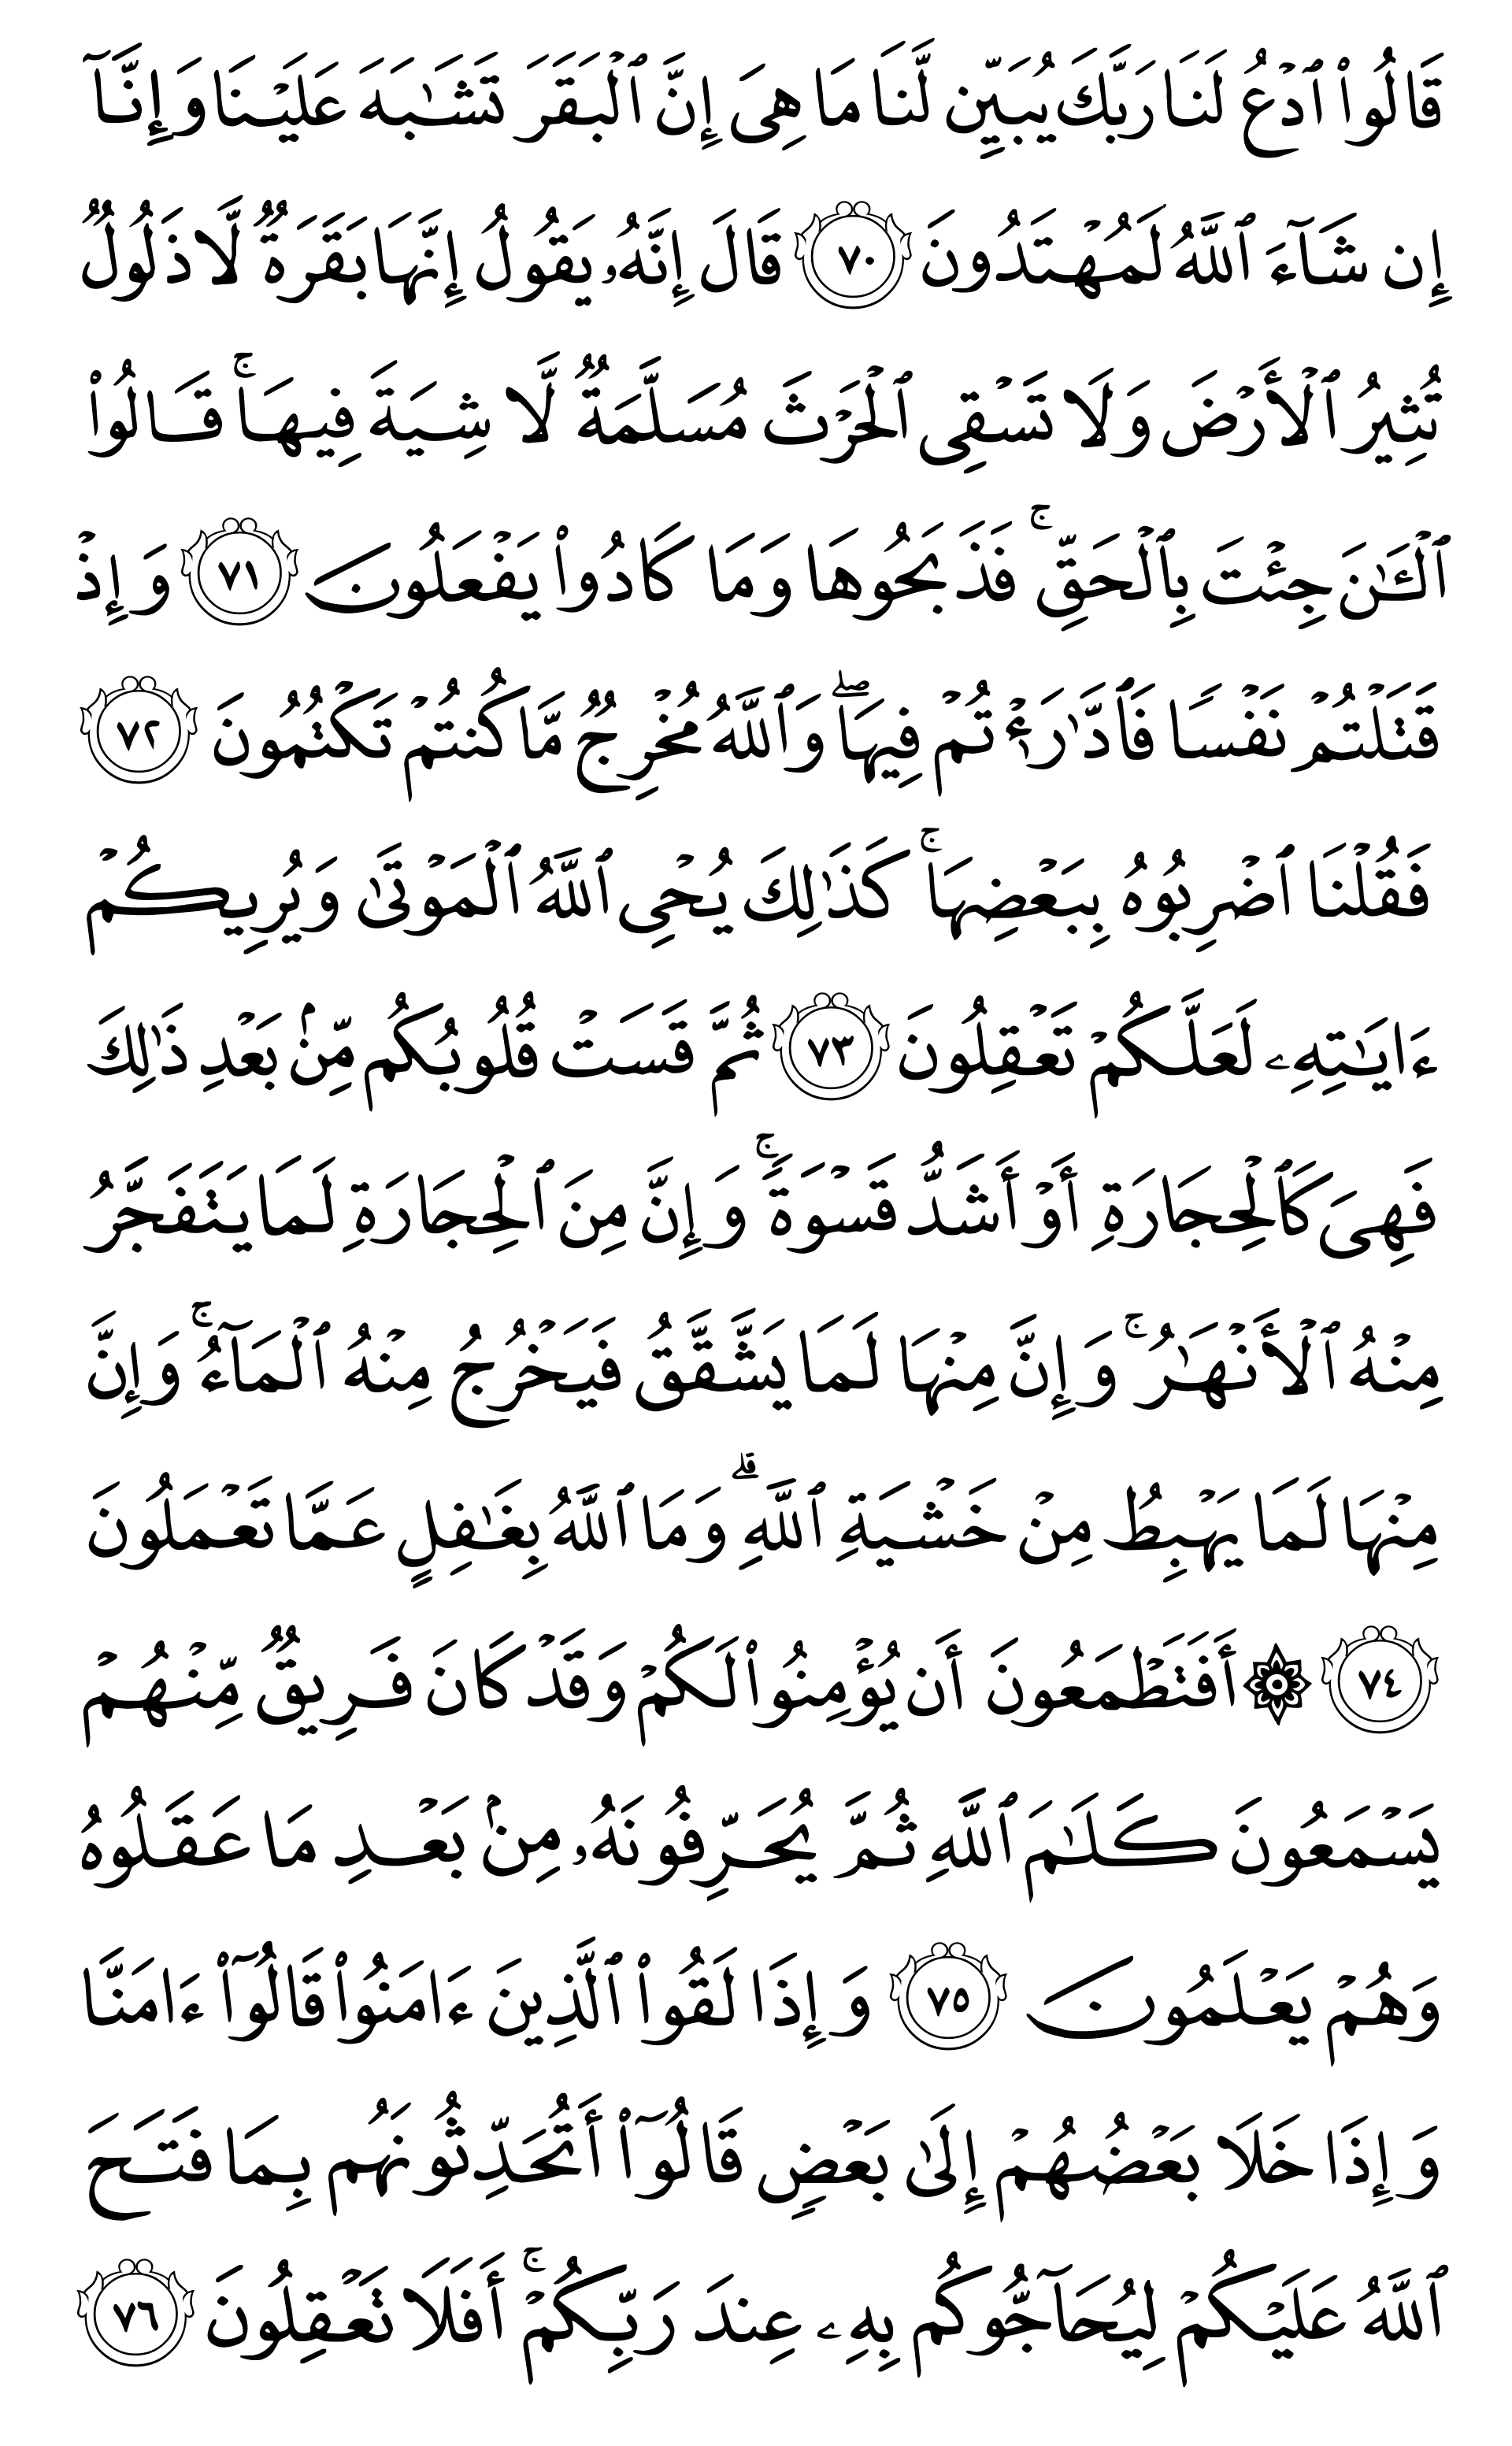 قَالُوا۟ ٱدْعُ لَنَا رَبَّكَ يُبَيِّن لَّنَا مَا هِىَ إِنَّ ٱلْبَقَرَ تَشَـٰبَهَ عَلَيْنَا وَإِنَّآ
إِن شَآءَ ٱللَّهُ لَمُهْتَدُونَ ٧٠ قَالَ إِنَّهُۥ يَقُولُ إِنَّهَا بَقَرَةٌ لَّا ذَلُولٌ
تُثِيرُ ٱلْأَرْضَ وَلَا تَسْقِى ٱلْحَرْثَ مُسَلَّمَةٌ لَّا شِيَةَ فِيهَا ۚ قَالُوا۟
ٱلْـَٔـٰنَ جِئْتَ بِٱلْحَقِّ ۚ فَذَبَحُوهَا وَمَا كَادُوا۟ يَفْعَلُونَ ٧١ وَإِذْ
قَتَلْتُمْ نَفْسًا فَٱدَّٰرَْٰٔتُمْ فِيهَا ۖ وَٱللَّهُ مُخْرِجٌ مَّا كُنتُمْ تَكْتُمُونَ ٧٢
فَقُلْنَا ٱضْرِبُوهُ بِبَعْضِهَا ۚ كَذَٰلِكَ يُحْىِ ٱللَّهُ ٱلْمَوْتَىٰ وَيُرِيكُمْ
ءَايَـٰتِهِۦ لَعَلَّكُمْ تَعْقِلُونَ ٧٣ ثُمَّ قَسَتْ قُلُوبُكُم مِّنۢ بَعْدِ ذَٰلِكَ
فَهِىَ كَٱلْحِجَارَةِ أَوْ أَشَدُّ قَسْوَةً ۚ وَإِنَّ مِنَ ٱلْحِجَارَةِ لَمَا يَتَفَجَّرُ
مِنْهُ ٱلْأَنْهَـٰرُ ۚ وَإِنَّ مِنْهَا لَمَا يَشَّقَّقُ فَيَخْرُجُ مِنْهُ ٱلْمَآءُ ۚ وَإِنَّ
مِنْهَا لَمَا يَهْبِطُ مِنْ خَشْيَةِ ٱللَّهِ ۗ وَمَا ٱللَّهُ بِغَـٰفِلٍ عَمَّا تَعْمَلُونَ
٧٤ ۞ أَفَتَطْمَعُونَ أَن يُؤْمِنُوا۟ لَكُمْ وَقَدْ كَانَ فَرِيقٌ مِّنْهُمْ
يَسْمَعُونَ كَلَـٰمَ ٱللَّهِ ثُمَّ يُحَرِّفُونَهُۥ مِنۢ بَعْدِ مَا عَقَلُوهُ
وَهُمْ يَعْلَمُونَ ٧٥ وَإِذَا لَقُوا۟ ٱلَّذِينَ ءَامَنُوا۟ قَالُوٓا۟ ءَامَنَّا
وَإِذَا خَلَا بَعْضُهُمْ إِلَىٰ بَعْضٍ قَالُوٓا۟ أَتُحَدِّثُونَهُم بِمَا فَتَحَ
ٱللَّهُ عَلَيْكُمْ لِيُحَآجُّوكُم بِهِۦ عِندَ رَبِّكُمْ ۚ أَفَلَا تَعْقِلُونَ ٧٦